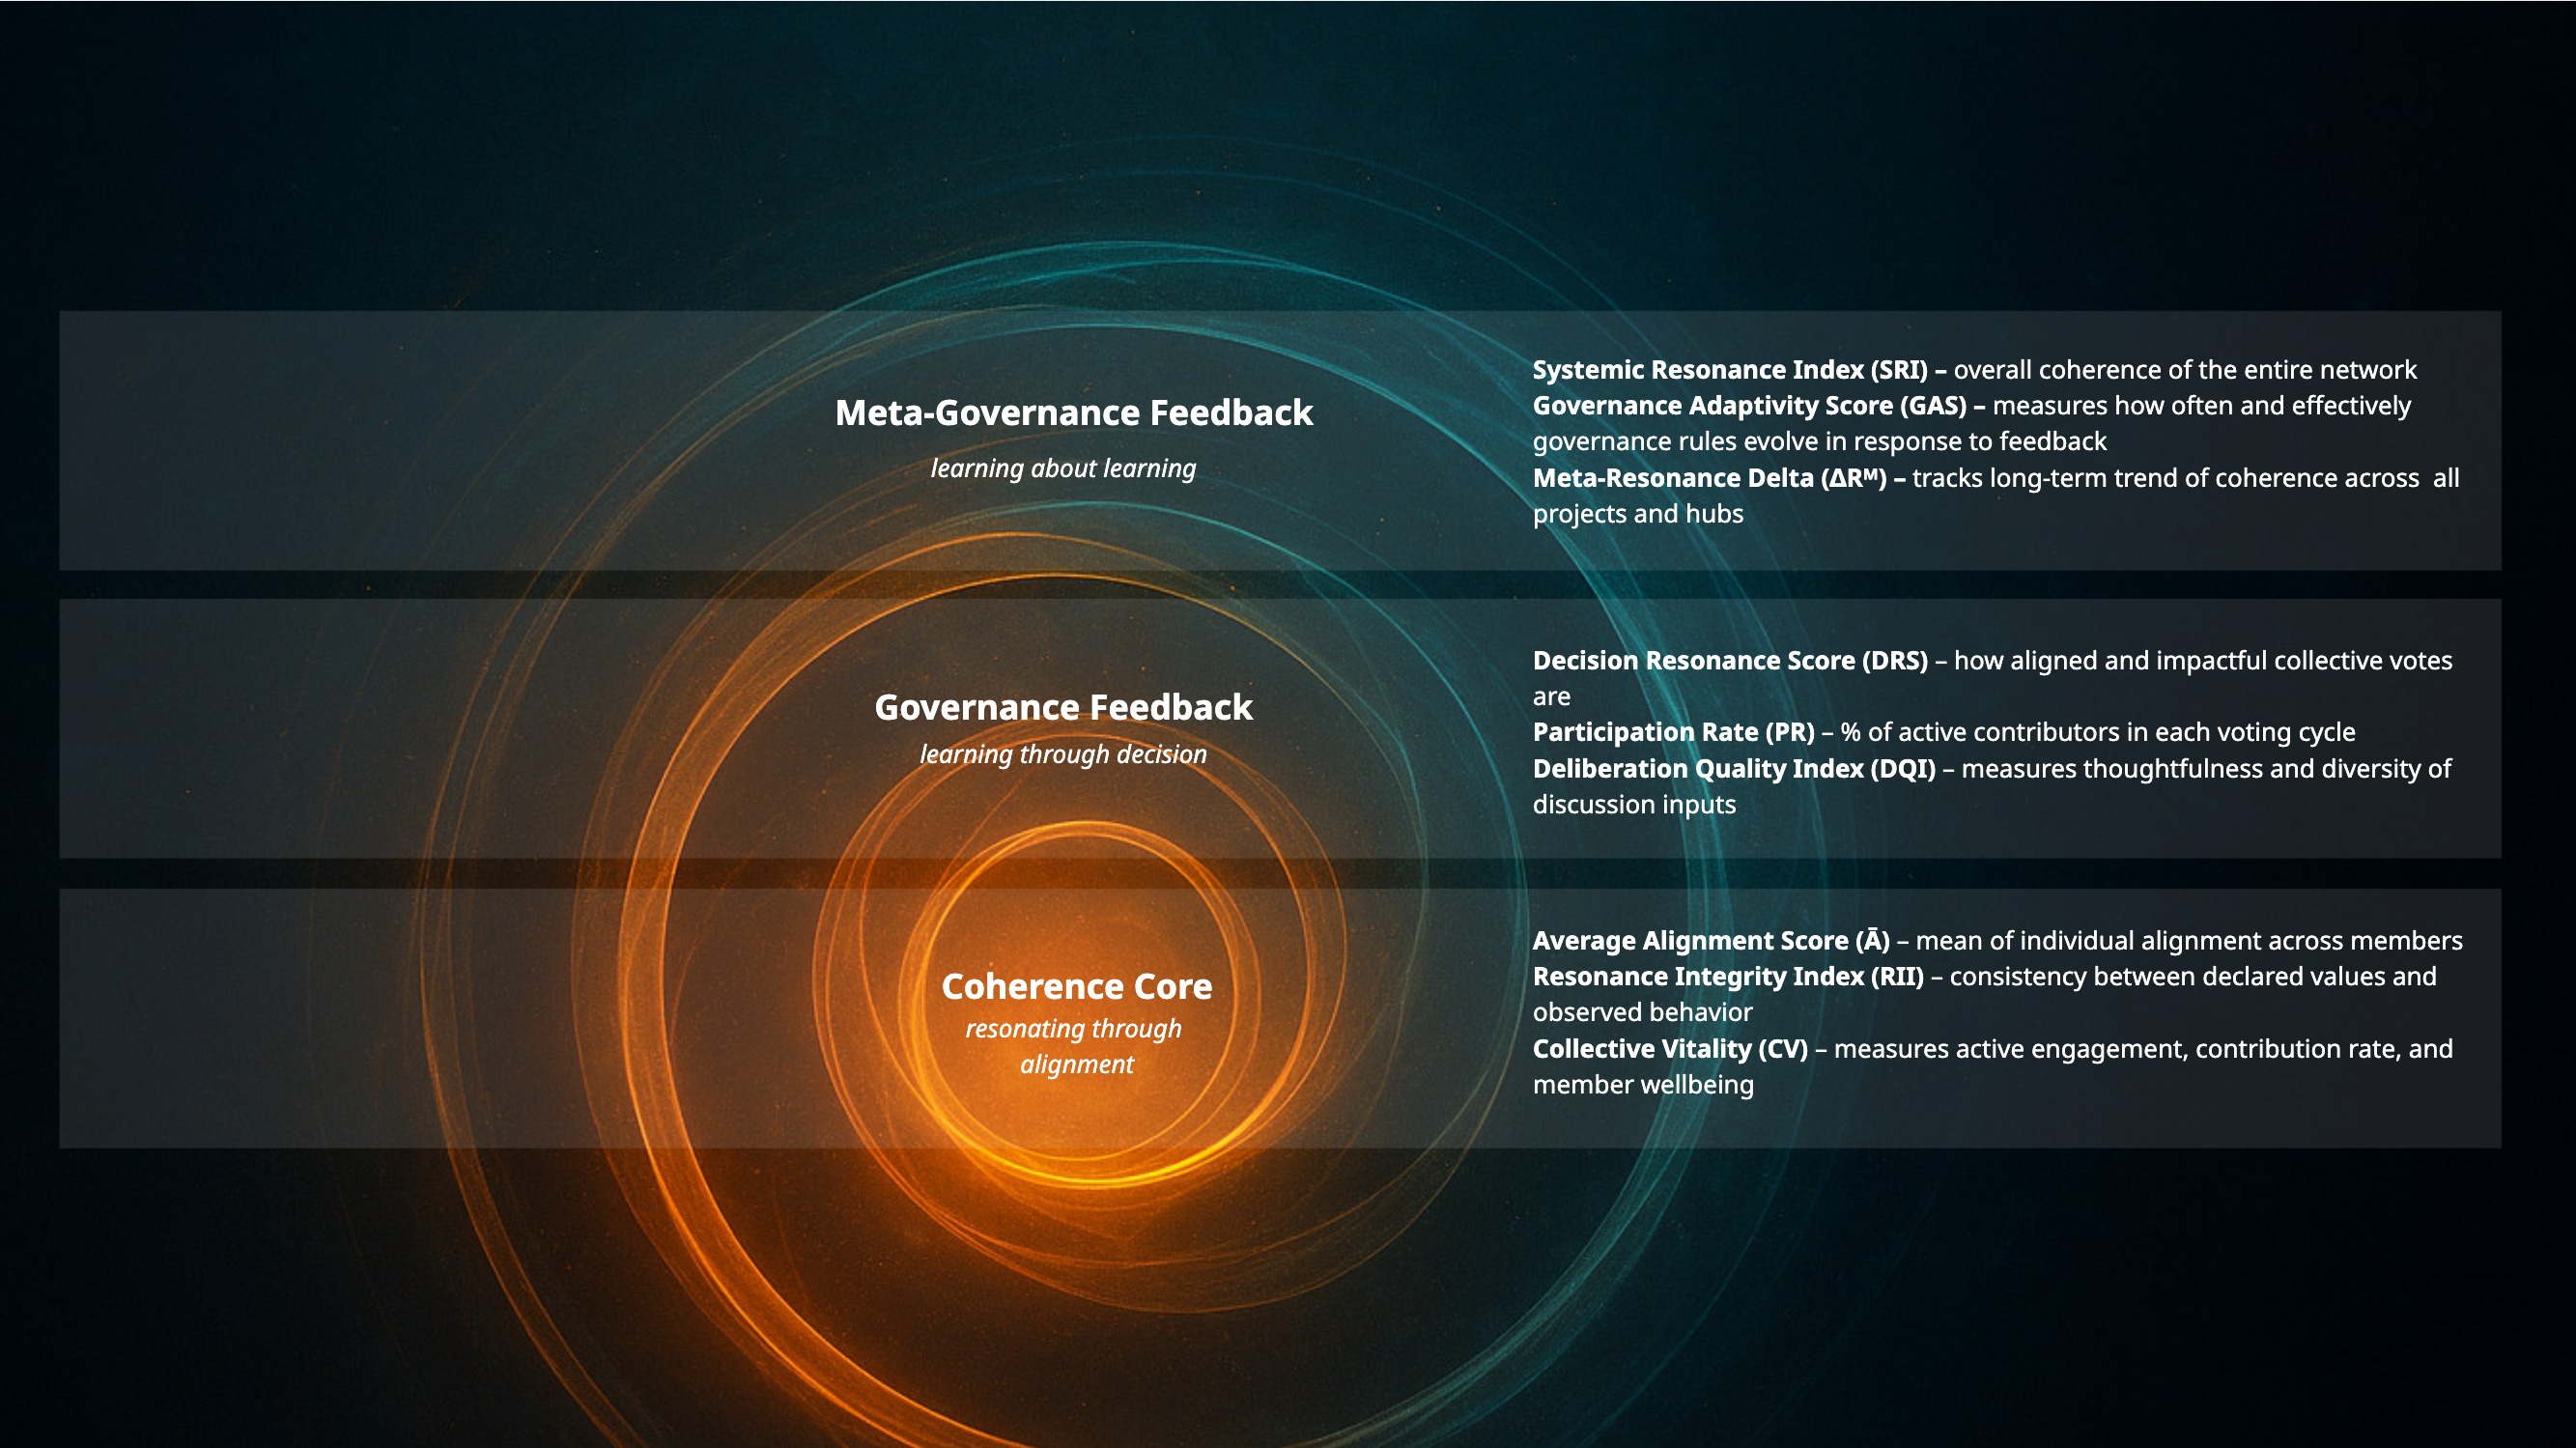 Meta-Governance Feedback
learning about learning
Systemic Resonance Index (SRI) – overall coherence of the entire network
Governance Adaptivity Score (GAS) – measures how often and effectively
governance rules evolve in response to feedback
Meta-Resonance Delta (ΔRᴹ) – tracks long-term trend of coherence across  all
projects and hubs
Governance Feedback
learning through decision
Decision Resonance Score (DRS) – how aligned and impactful collective votes
are
Participation Rate (PR) – % of active contributors in each voting cycle
Deliberation Quality Index (DQI) – measures thoughtfulness and diversity of
discussion inputs
Coherence Core
resonating through
alignment
Average Alignment Score (Ā) – mean of individual alignment across members
Resonance Integrity Index (RII) – consistency between declared values and
observed behavior
Collective Vitality (CV) – measures active engagement, contribution rate, and
member wellbeing